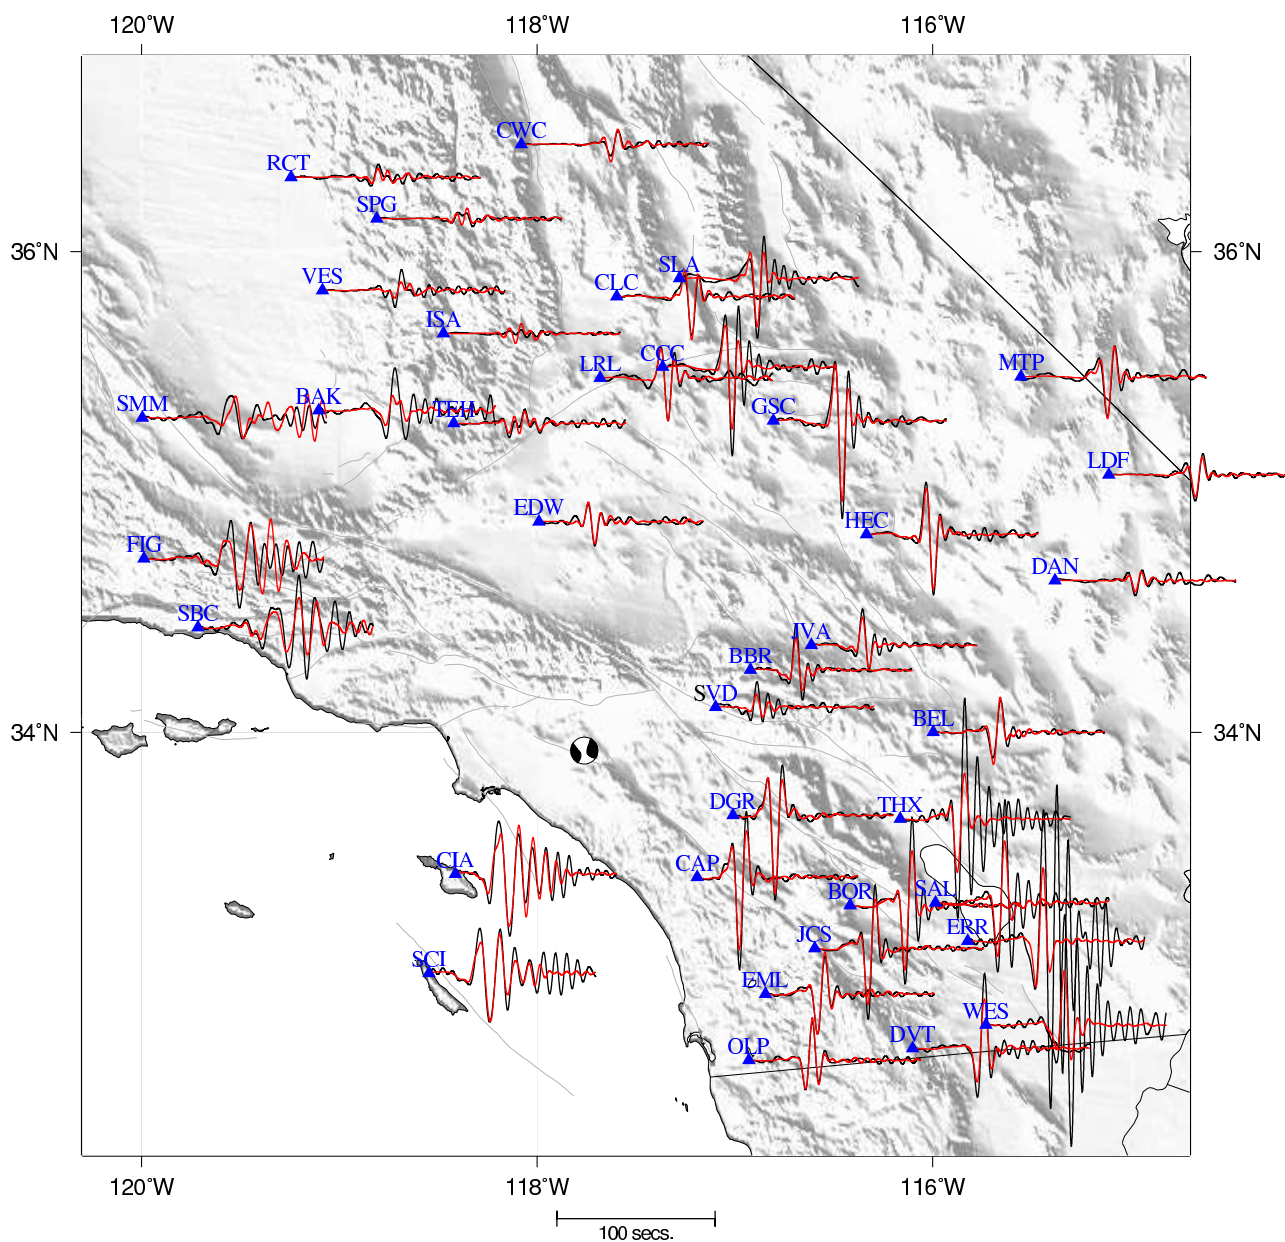 120°W 118°W 116°W
CWC
RCT
SPG
36°N 36°N
SLA
VES
CLC
ISA
CCC
LRL
MTP
SMM
BAK
TEH
GSC
LDF
EDW
HEC
FIG
DAN
SBC
JVA
BBR
SVD
BEL
34°N 34°N
DGR
THX
CIA
CAP
BOR
SAL
ERR
JCS
SCI
EML
WES
DVT
OLP
120°W 118°W 116°W
100 secs.